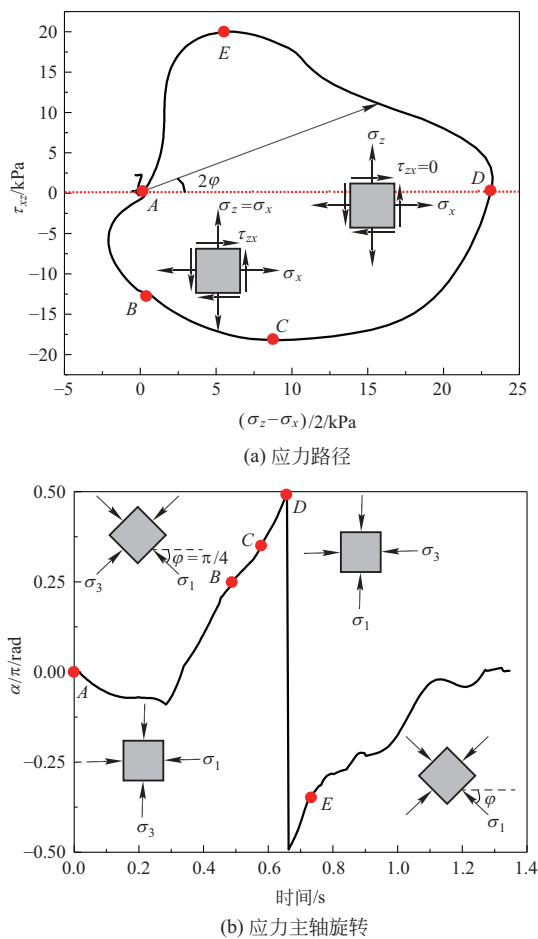 20
15
10
5
0
−5
−10
−15
−20
τxz/kPa
E
2φ
A
B
C
D
σz
τzx=0
σx
σz=σx
τzx
σx
−5
0
5
10
15
20
25
(σz−σx)/2/kPa
(a) 应力路径
0.50
0.25
0.00
−0.25
−0.50
α/π/rad
φ=π/4
σ3
σ1
D
C
B
A
σ3
σ1
σ1
σ3
E
φ
σ1
0.0
0.2
0.4
0.6
0.8
1.0
1.2
1.4
时间/s
(b) 应力主轴旋转